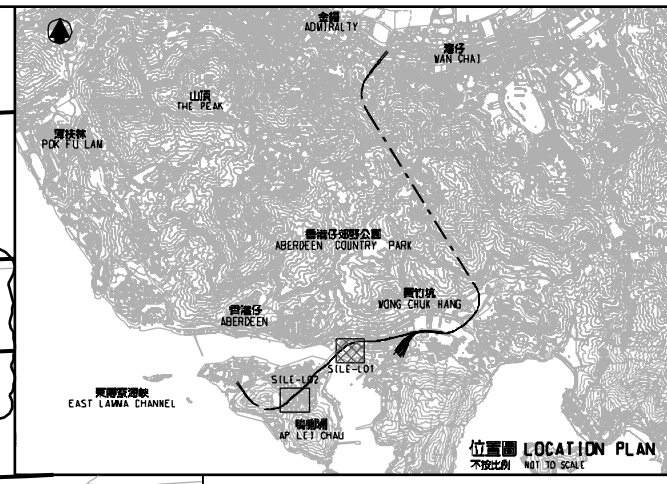 金鐘
ADMIRALTY
灣仔
WAN CHAI
山頂
THE PEAK
薄扶林
POK FU LAM
香港仔郊野公園
ABERDEEN COUNTRY PARK
黃竹坑
WONG CHUK HANG
香港仔
ABERDEEN
SILE-L01
SILE-L02
東博寮海峽
EAST LAMMA CHANNEL
鴨脷洲
AP LEI CHAU
位置圖 LOCATION PLAN
不按比例 NOT TO SCALE